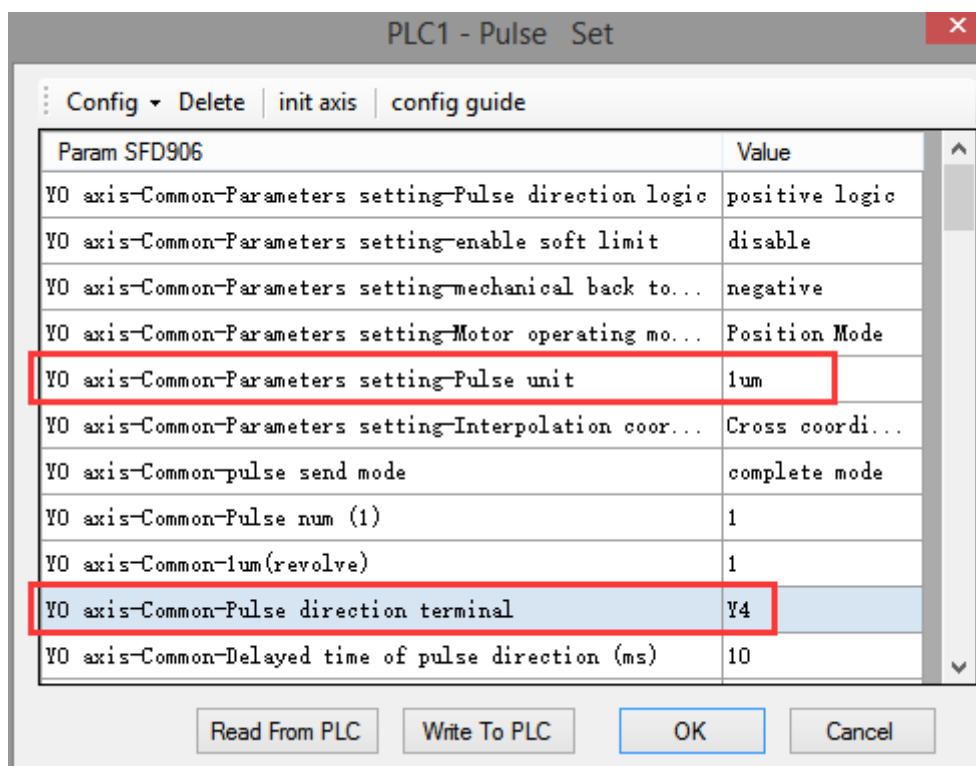 PLC1 - Pulse Set
Config Delete init axis config guide
Param SFD906 Value
Y0 axis-Common-Parameters setting-Pulse direction logic positive logic
Y0 axis-Common-Parameters setting-enable soft limit disable
Y0 axis-Common-Parameters setting-mechanical back to... negative
Y0 axis-Common-Parameters setting-Motor operating mo... Position Mode
Y0 axis-Common-Parameters setting-Pulse unit 1um
Y0 axis-Common-Parameters setting-Interpolation coor... Cross coordi...
Y0 axis-Common-pulse send mode complete mode
Y0 axis-Common-Pulse num (1) 1
Y0 axis-Common-1um(revolve) 1
Y0 axis-Common-Pulse direction terminal Y4
Y0 axis-Common-Delayed time of pulse direction (ms) 10
Read From PLC Write To PLC OK Cancel